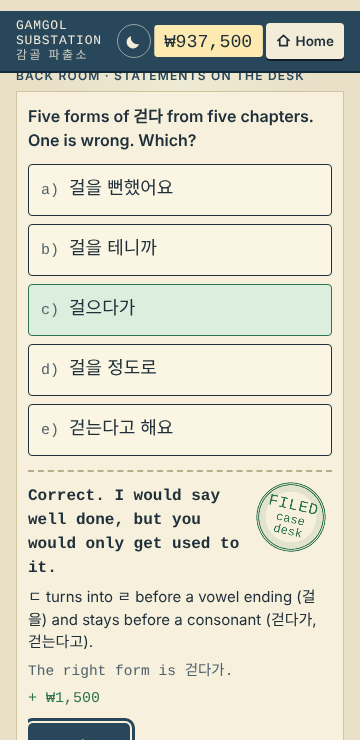 GAMGOL
SUBSTATION
감골 파출소
₩937,500
Home
BACK ROOM · STATEMENTS ON THE DESK
Five forms of 걷다 from five chapters.
One is wrong. Which?
a) 걸을 뻔했어요
b) 걸을 테니까
c) 걸으다가
d) 걸을 정도로
e) 걷는다고 해요
Correct. I would say
well done, but you
would only get used to
it.
FILED
case
desk
ㄷ turns into ㄹ before a vowel ending (걸
을) and stays before a consonant (걷다가,
걷는다고).
The right form is 걷다가.
+ ₩1,500